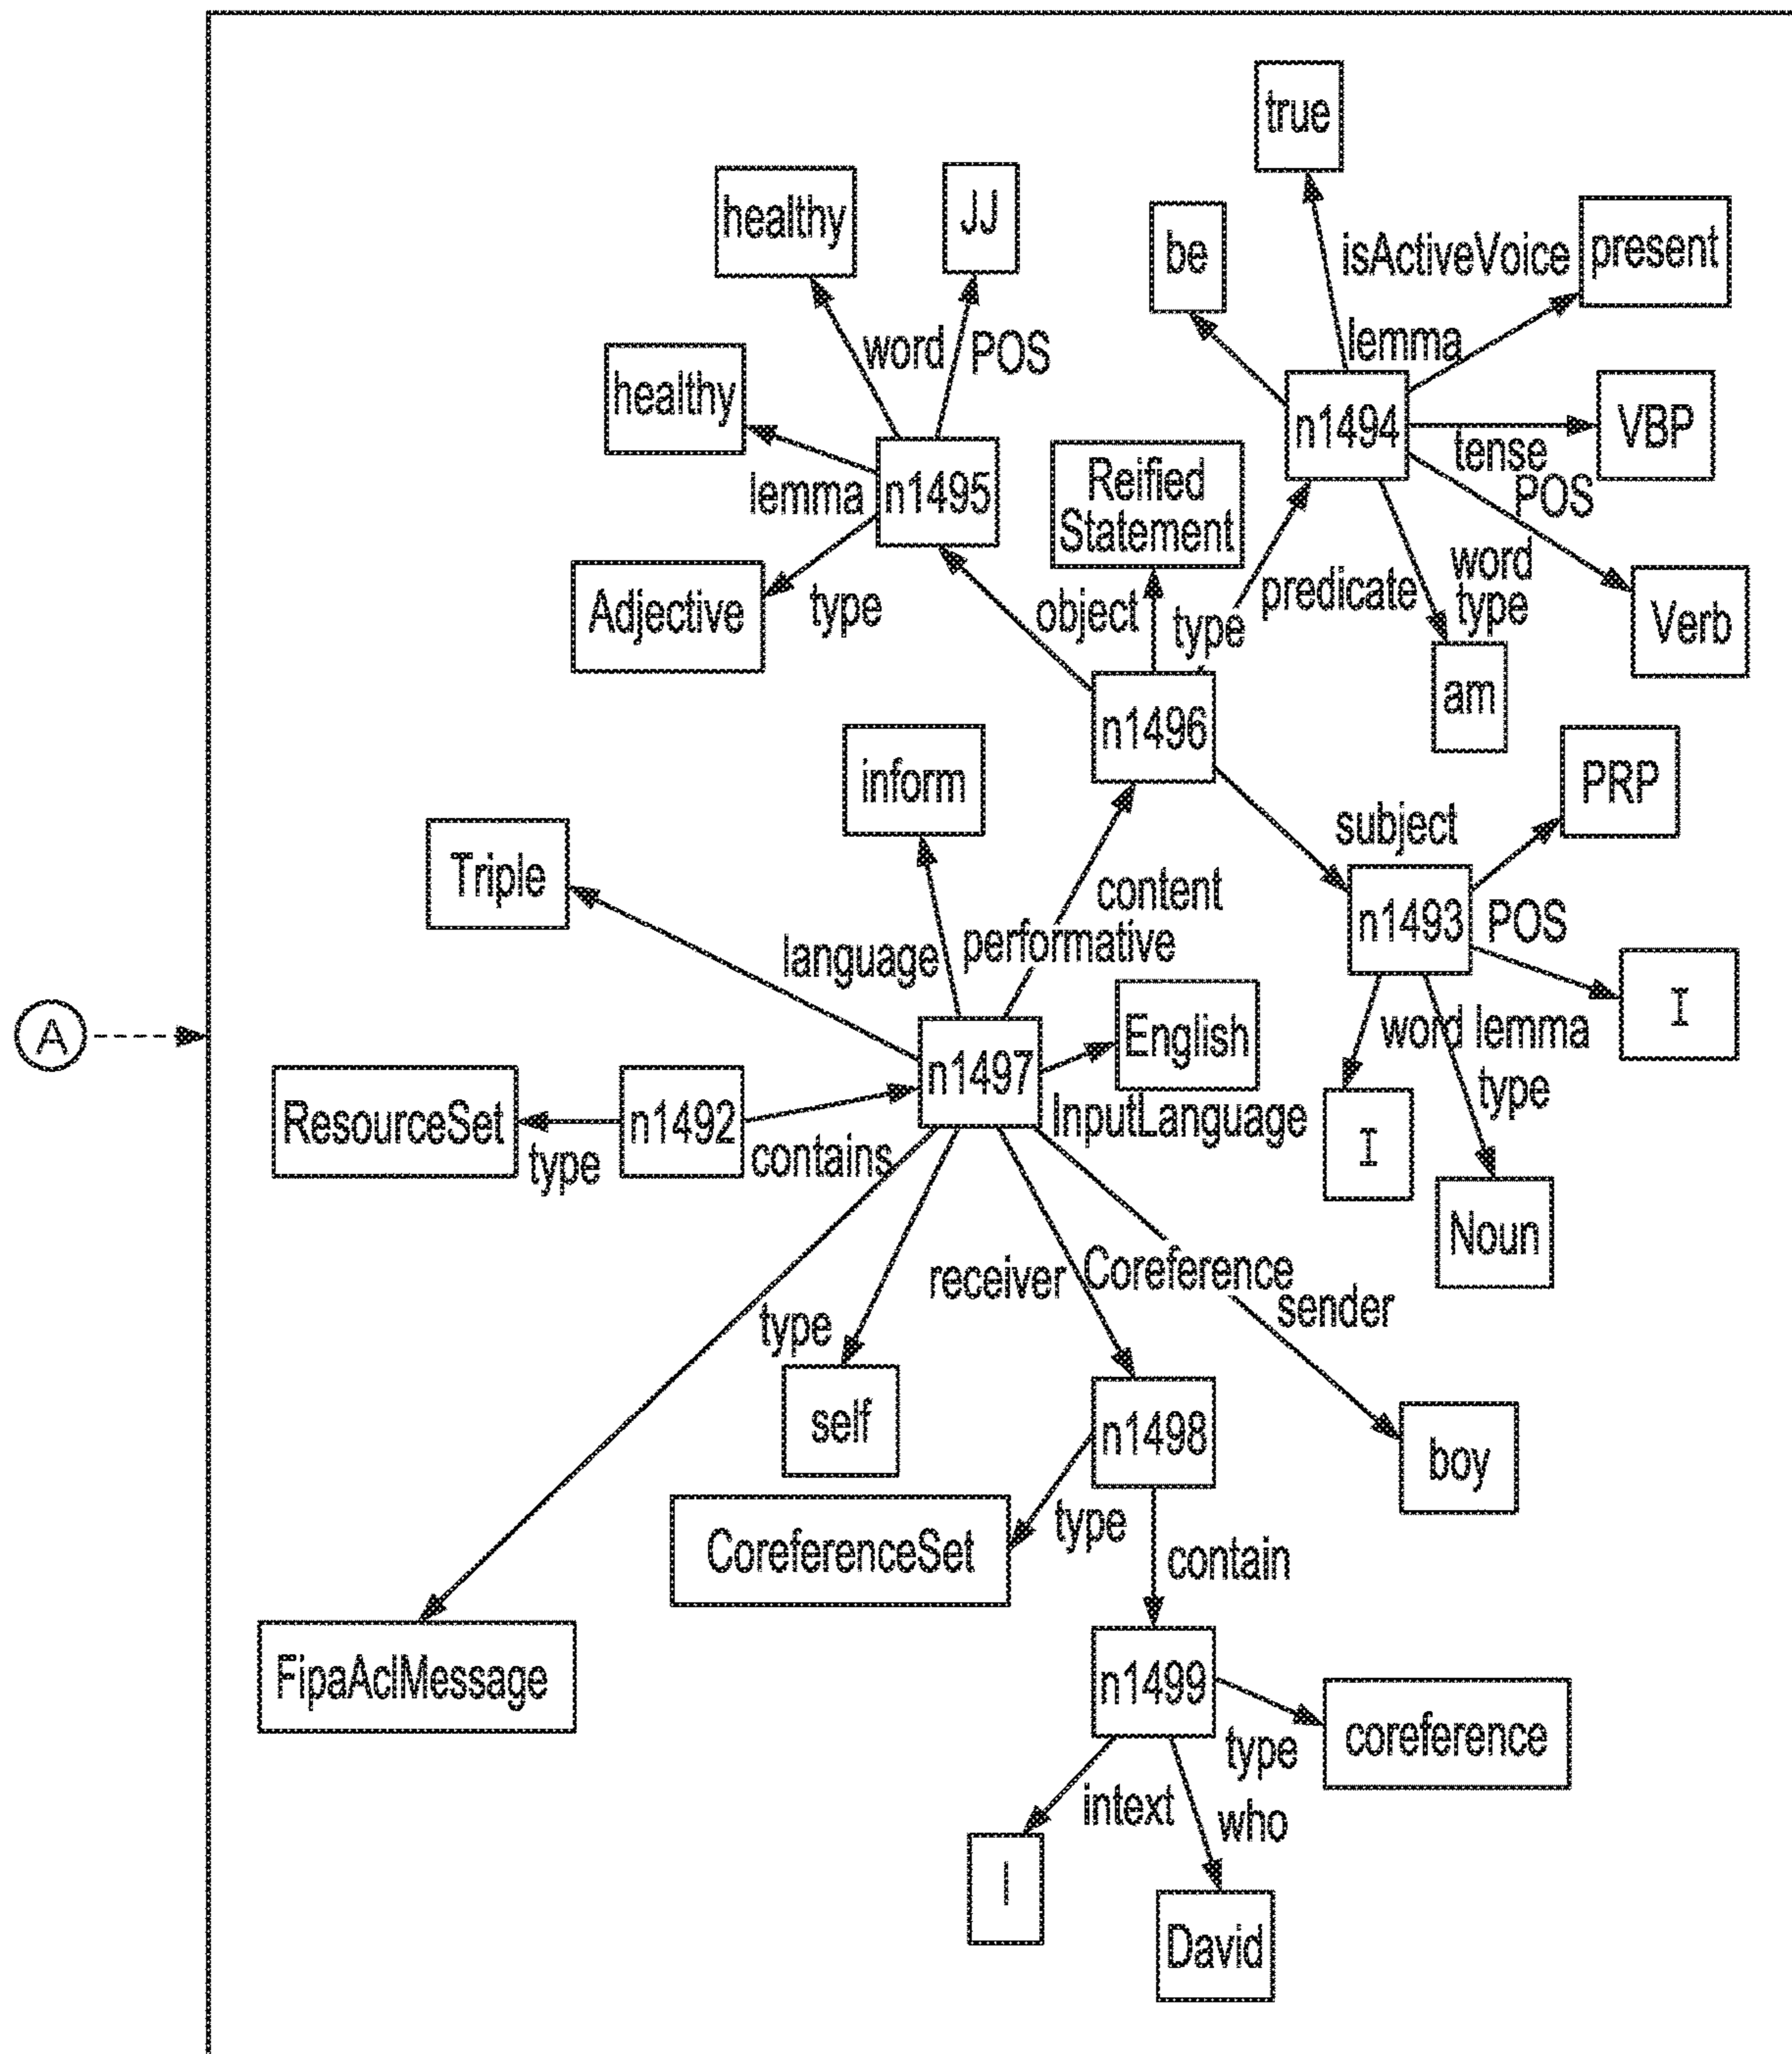 true
healthy
JJ
be
isActiveVoice
present
word
POS
lemma
healthy
n1494
VBP
n1495
lemma
Reified
Statement
tense
POS
Adjective
type
object
type
predicate
word
type
Verb
am
n1496
inform
PRP
subject
Triple
content
n1493
POS
language
performative
I
English
word
lemma
n1497
ResourceSet
type
n1492
contains
InputLanguage
type
I
Noun
A
receiver
Coreference
sender
type
self
n1498
boy
CoreferenceSet
type
contain
FipaAclMessage
n1499
coreference
type
intext
who
I
David